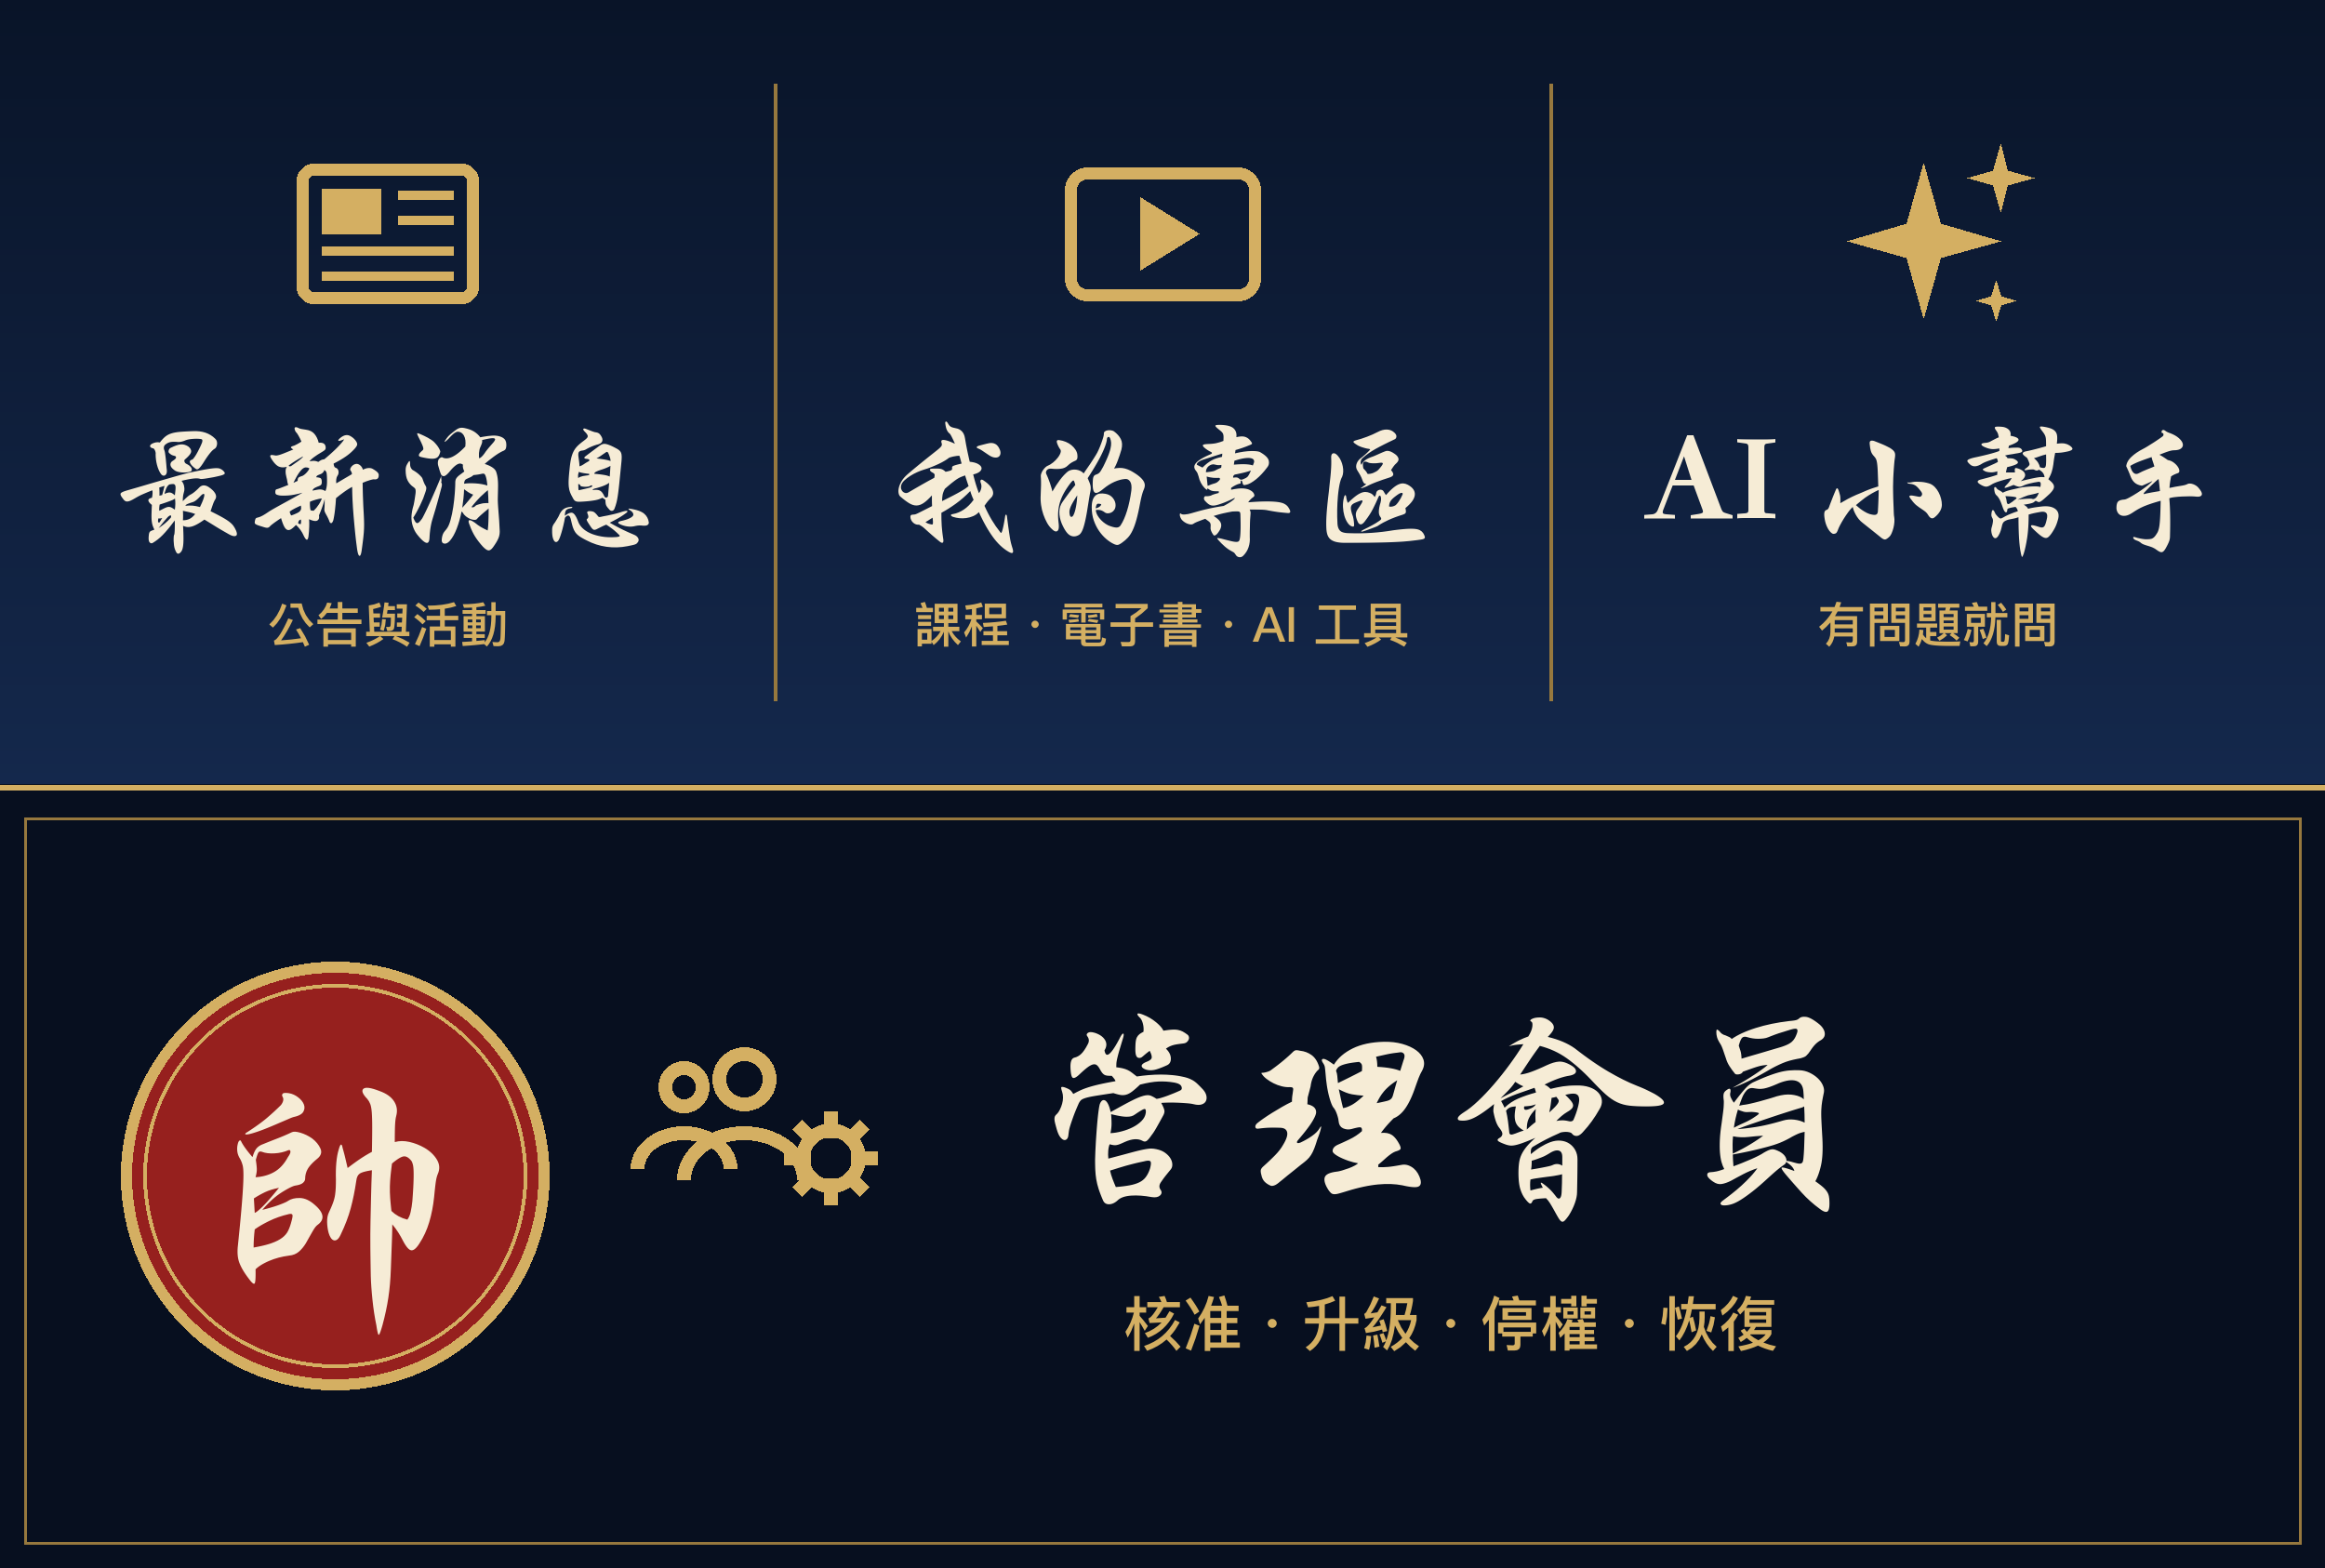 最新消息
公告與活動
我的專區
課程・電子書・AI 工具
AI 小幫手
有問題就問
帥
管理會員
核准・升級・停權・恢復